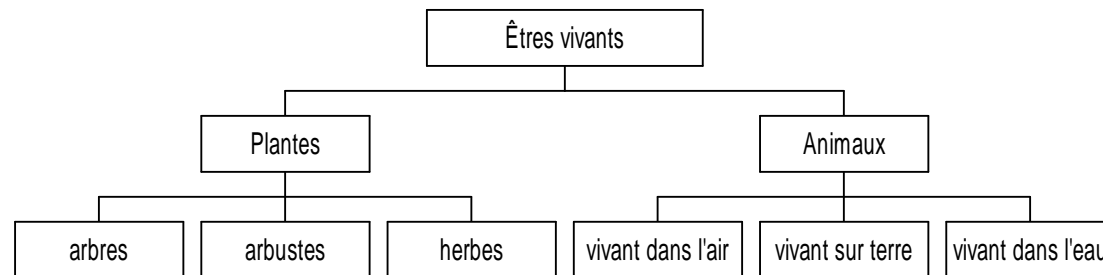 Êtres vivants
Plantes
Animaux
arbres
arbustes
herbes
vivant dans l'air
vivant sur terre
vivant dans l'eau